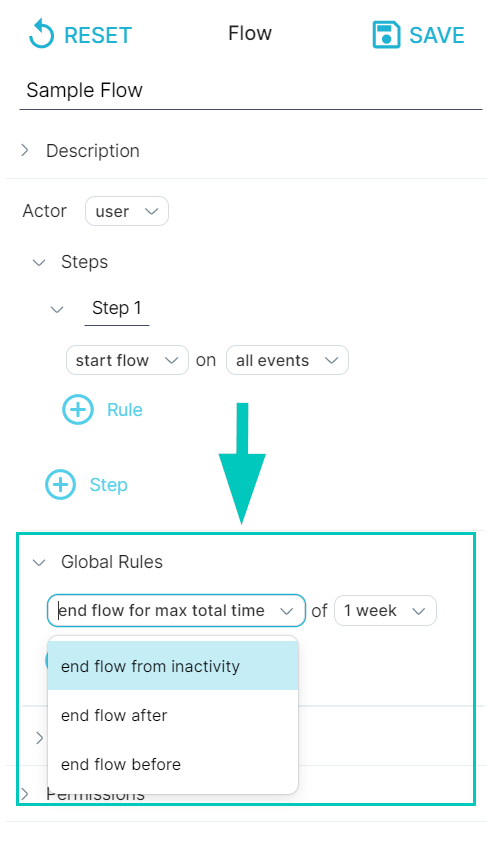 RESET Flow SAVE
Sample Flow
Description
Actor user
Steps
Step 1
start flow on all events
Rule
Step
Global Rules
end flow for max total time of 1 week
end flow from inactivity
end flow after
end flow before
Permissions